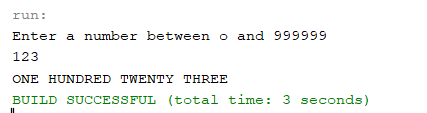 run:
Enter a number between o and 999999
123
ONE HUNDRED TWENTY THREE
BUILD SUCCESSFUL (total time: 3 seconds)